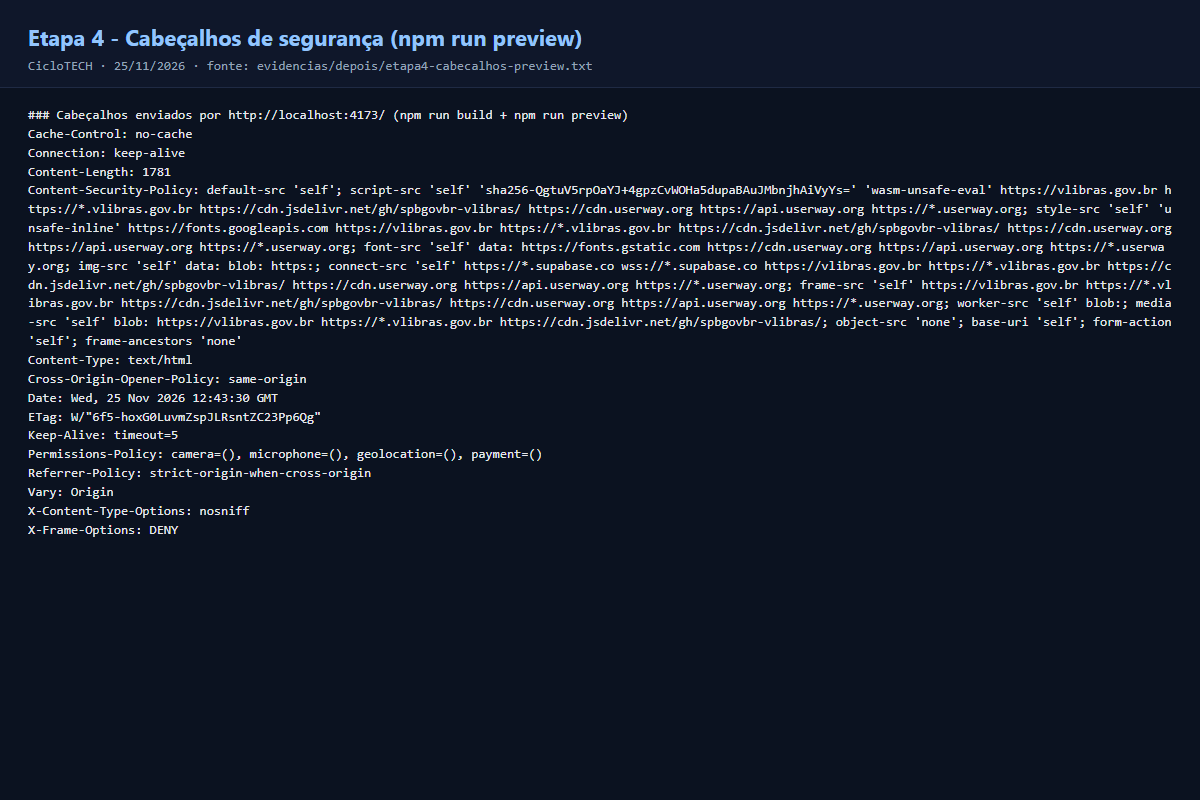 Etapa 4 - Cabeçalhos de segurança (npm run preview)
CicloTECH · 25/11/2026 · fonte: evidencias/depois/etapa4-cabecalhos-preview.txt
### Cabeçalhos enviados por http://localhost:4173/ (npm run build + npm run preview)
Cache-Control: no-cache
Connection: keep-alive
Content-Length: 1781
Content-Security-Policy: default-src 'self'; script-src 'self' 'sha256-QgtuV5rpOaYJ+4gpzCvWOHa5dupaBAuJMbnjhAiVyYs=' 'wasm-unsafe-eval' https://vlibras.gov.br h
ttps://*.vlibras.gov.br https://cdn.jsdelivr.net/gh/spbgovbr-vlibras/ https://cdn.userway.org https://api.userway.org https://*.userway.org; style-src 'self' 'u
nsafe-inline' https://fonts.googleapis.com https://vlibras.gov.br https://*.vlibras.gov.br https://cdn.jsdelivr.net/gh/spbgovbr-vlibras/ https://cdn.userway.org
https://api.userway.org https://*.userway.org; font-src 'self' data: https://fonts.gstatic.com https://cdn.userway.org https://api.userway.org https://*.userwa
y.org; img-src 'self' data: blob: https:; connect-src 'self' https://*.supabase.co wss://*.supabase.co https://vlibras.gov.br https://*.vlibras.gov.br https://c
dn.jsdelivr.net/gh/spbgovbr-vlibras/ https://cdn.userway.org https://api.userway.org https://*.userway.org; frame-src 'self' https://vlibras.gov.br https://*.vl
ibras.gov.br https://cdn.jsdelivr.net/gh/spbgovbr-vlibras/ https://cdn.userway.org https://api.userway.org https://*.userway.org; worker-src 'self' blob:; media
-src 'self' blob: https://vlibras.gov.br https://*.vlibras.gov.br https://cdn.jsdelivr.net/gh/spbgovbr-vlibras/; object-src 'none'; base-uri 'self'; form-action
'self'; frame-ancestors 'none'
Content-Type: text/html
Cross-Origin-Opener-Policy: same-origin
Date: Wed, 25 Nov 2026 12:43:30 GMT
ETag: W/"6f5-hoxG0LuvmZspJLRsntZC23Pp6Qg"
Keep-Alive: timeout=5
Permissions-Policy: camera=(), microphone=(), geolocation=(), payment=()
Referrer-Policy: strict-origin-when-cross-origin
Vary: Origin
X-Content-Type-Options: nosniff
X-Frame-Options: DENY